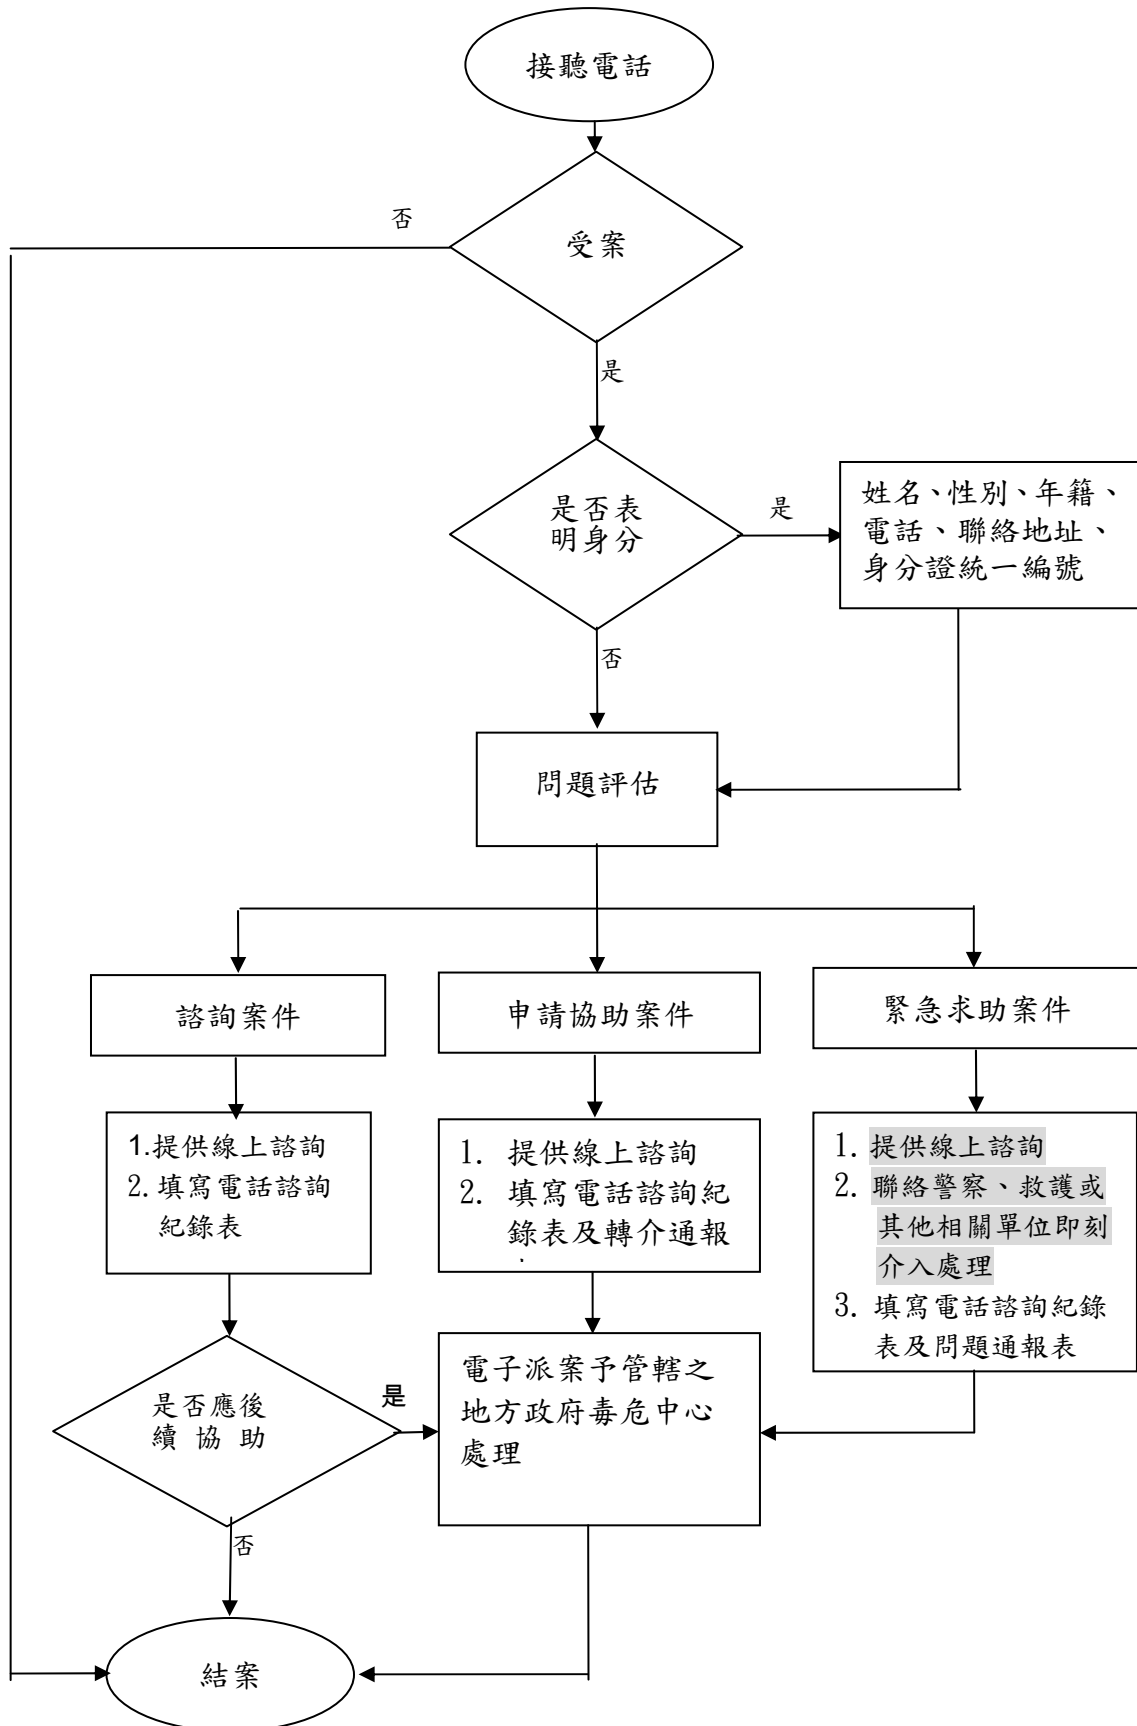 接聽電話
否
受案
是
是否表
明身分
是
姓名、性別、年籍、
電話、聯絡地址、
身分證統一編號
否
問題評估
諮詢案件
申請協助案件
緊急求助案件
1.提供線上諮詢
2.填寫電話諮詢
紀錄表
1. 提供線上諮詢
2. 填寫電話諮詢紀
錄表及轉介通報
1. 提供線上諮詢
2. 聯絡警察、救護或
其他相關單位即刻
介入處理
3. 填寫電話諮詢紀錄
表及問題通報表
是否應後
續 協 助
是
電子派案予管轄之
地方政府毒危中心
處理
否
結案